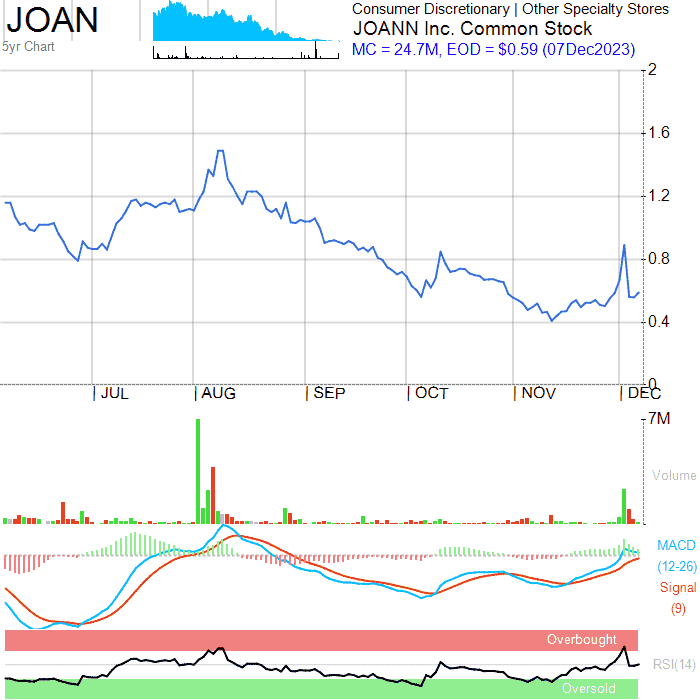 JOAN
5yr Chart
Consumer Discretionary | Other Specialty Stores
JOANN Inc. Common Stock
MC = 24.7M, EOD = $0.59 (07Dec2023)
2
1.6
1.2
0.8
0.4
0
| JUL | AUG | SEP | OCT | NOV | DEC
7M
Volume
MACD
(12-26)
Signal
(9)
Overbought
RSI(14)
Oversold